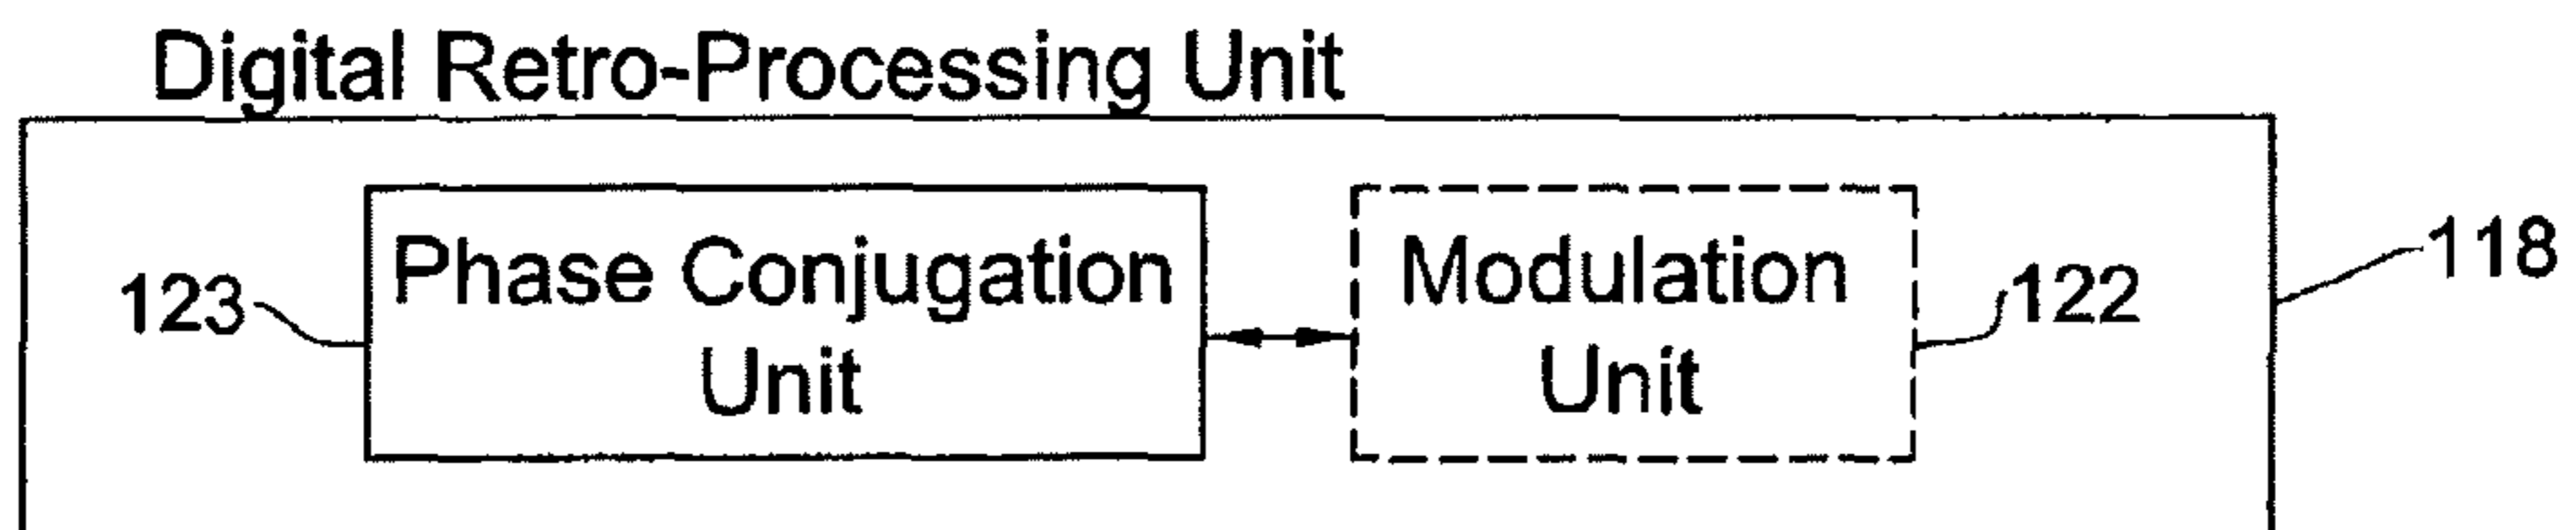 Digital Retro-Processing Unit
118
123
Phase Conjugation
Unit
Modulation
Unit
122